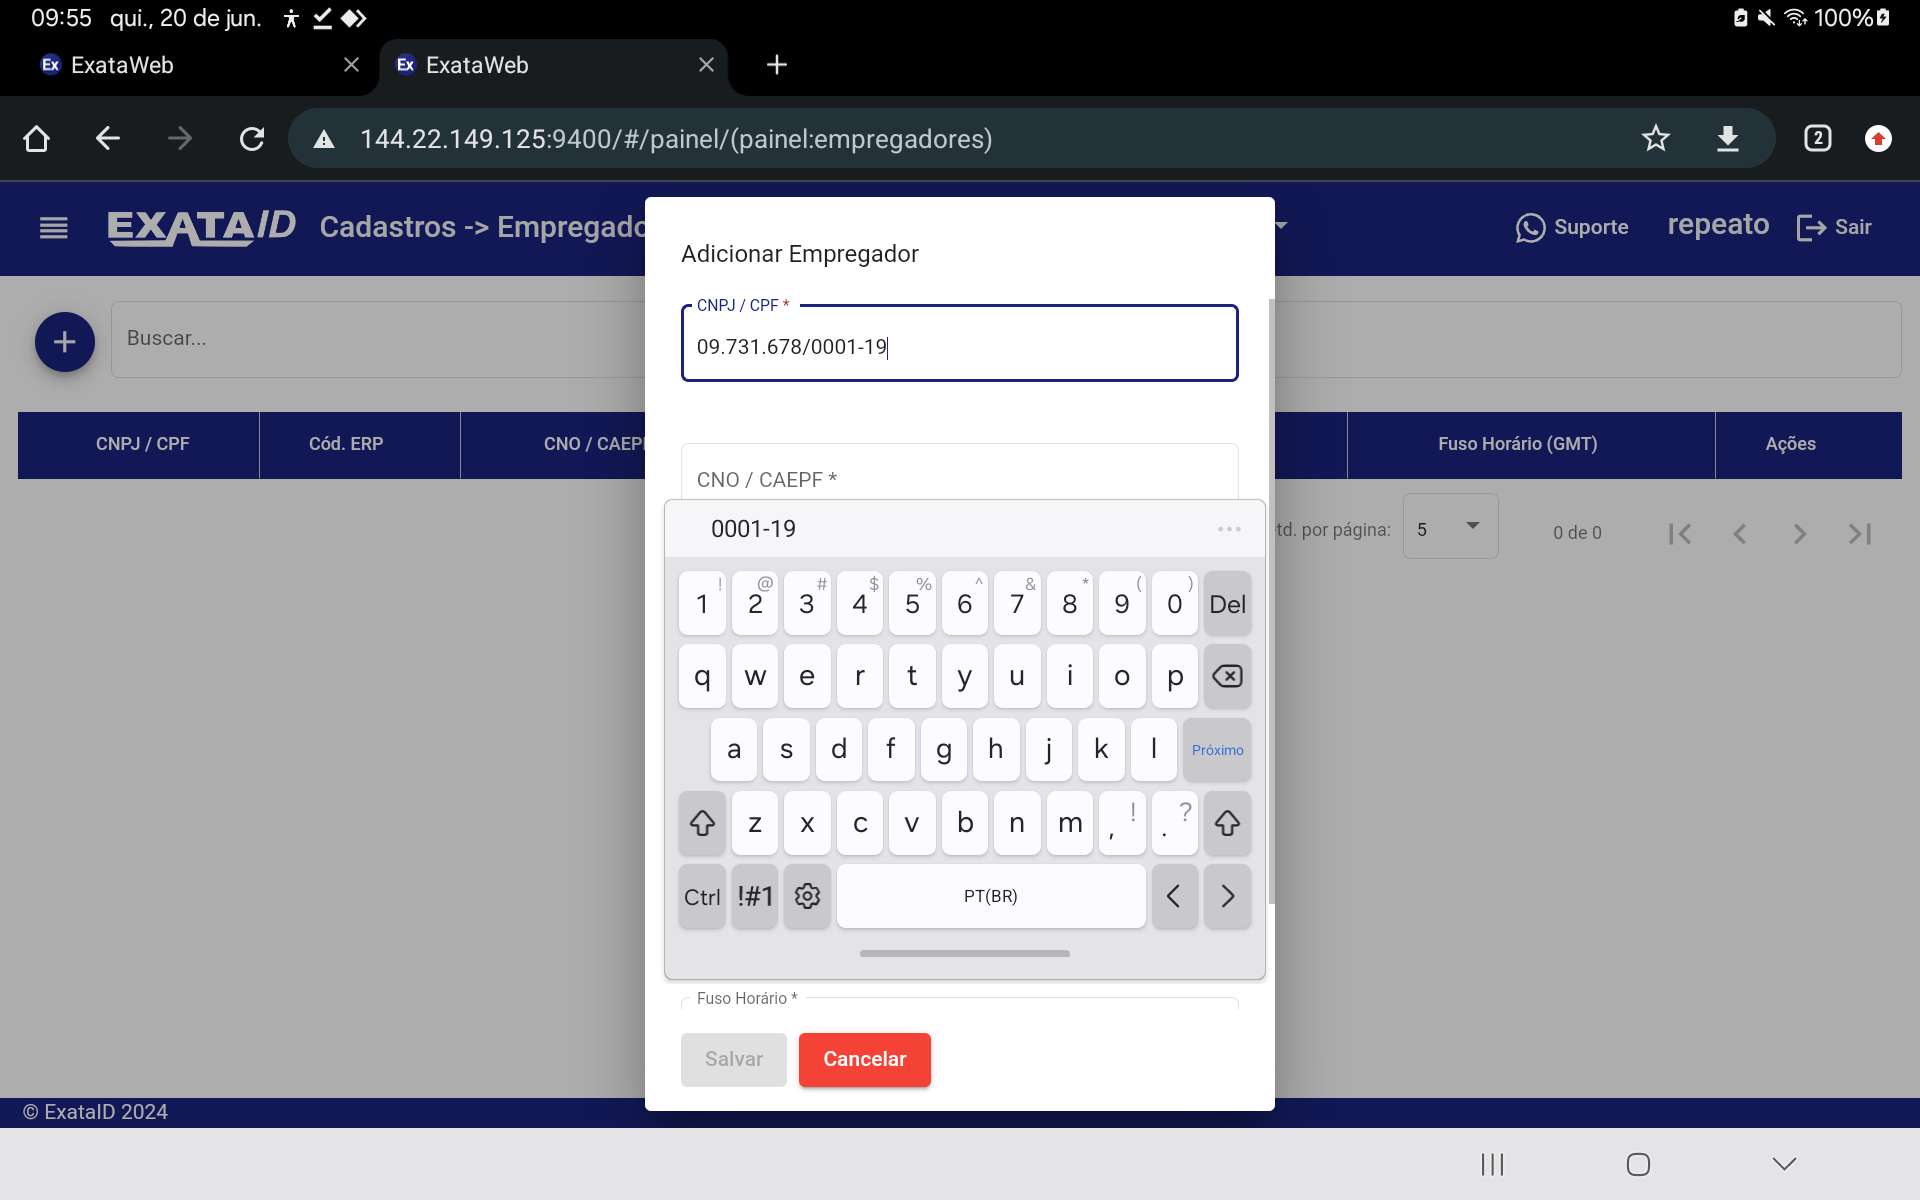 09:55 qui., 20 de jun. 100%
Ex ExataWeb Ex ExataWeb
144.22.149.125:9400/#/painel/(painel:empregadores) 2
EXATAID Cadastros -> Empregado Suporte repeato Sair
Adicionar Empregador
CNPJ / CPF *
09.731.678/0001-19
Buscar...
CNPJ / CPF Cód. ERP CNO / CAEP Fuso Horário (GMT) Ações
CNO / CAEPF *
td. por página: 5 0 de 0
0001-19
! @ # $ % ^ & * ( )
1 2 3 4 5 6 7 8 9 0 Del
q w e r t y u i o p
a s d f g h j k l Próximo
z x c v b n m , ! . ?
Ctrl !#1 PT(BR) < >
Fuso Horário *
Salvar Cancelar
© ExataID 2024